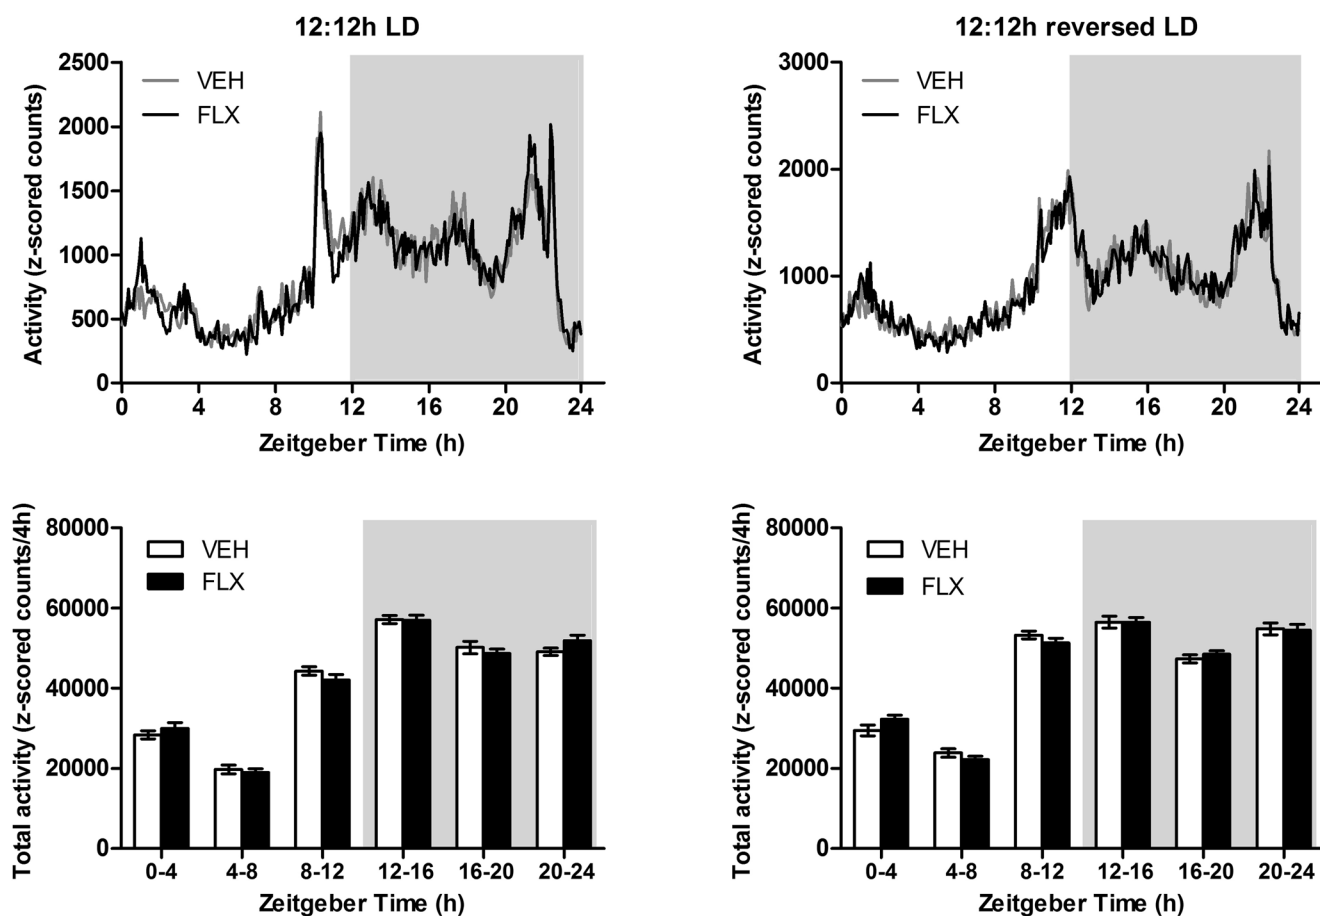 12:12h LD
2500
2000
1500
1000
500
0
Activity (z-scored counts)
VEH
FLX
0 4 8 12 16 20 24
Zeitgeber Time (h)
12:12h reversed LD
3000
2000
1000
0
Activity (z-scored counts)
VEH
FLX
0 4 8 12 16 20 24
Zeitgeber Time (h)
80000
60000
40000
20000
0
Total activity (z-scored counts/4h)
VEH
FLX
0-4 4-8 8-12 12-16 16-20 20-24
Zeitgeber Time (h)
80000
60000
40000
20000
0
Total activity (z-scored counts/4h)
VEH
FLX
0-4 4-8 8-12 12-16 16-20 20-24
Zeitgeber Time (h)